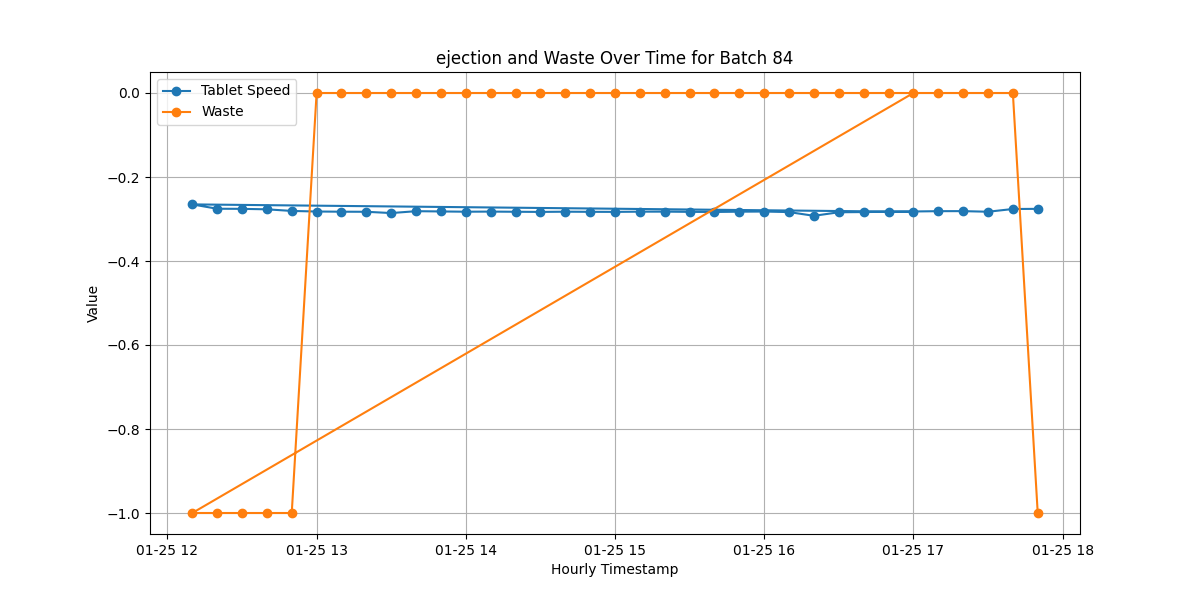 ejection and Waste Over Time for Batch 84
Tablet Speed
Waste
0.0
−0.2
−0.4
−0.6
−0.8
−1.0
Value
01-25 12 01-25 13 01-25 14 01-25 15 01-25 16 01-25 17 01-25 18
Hourly Timestamp